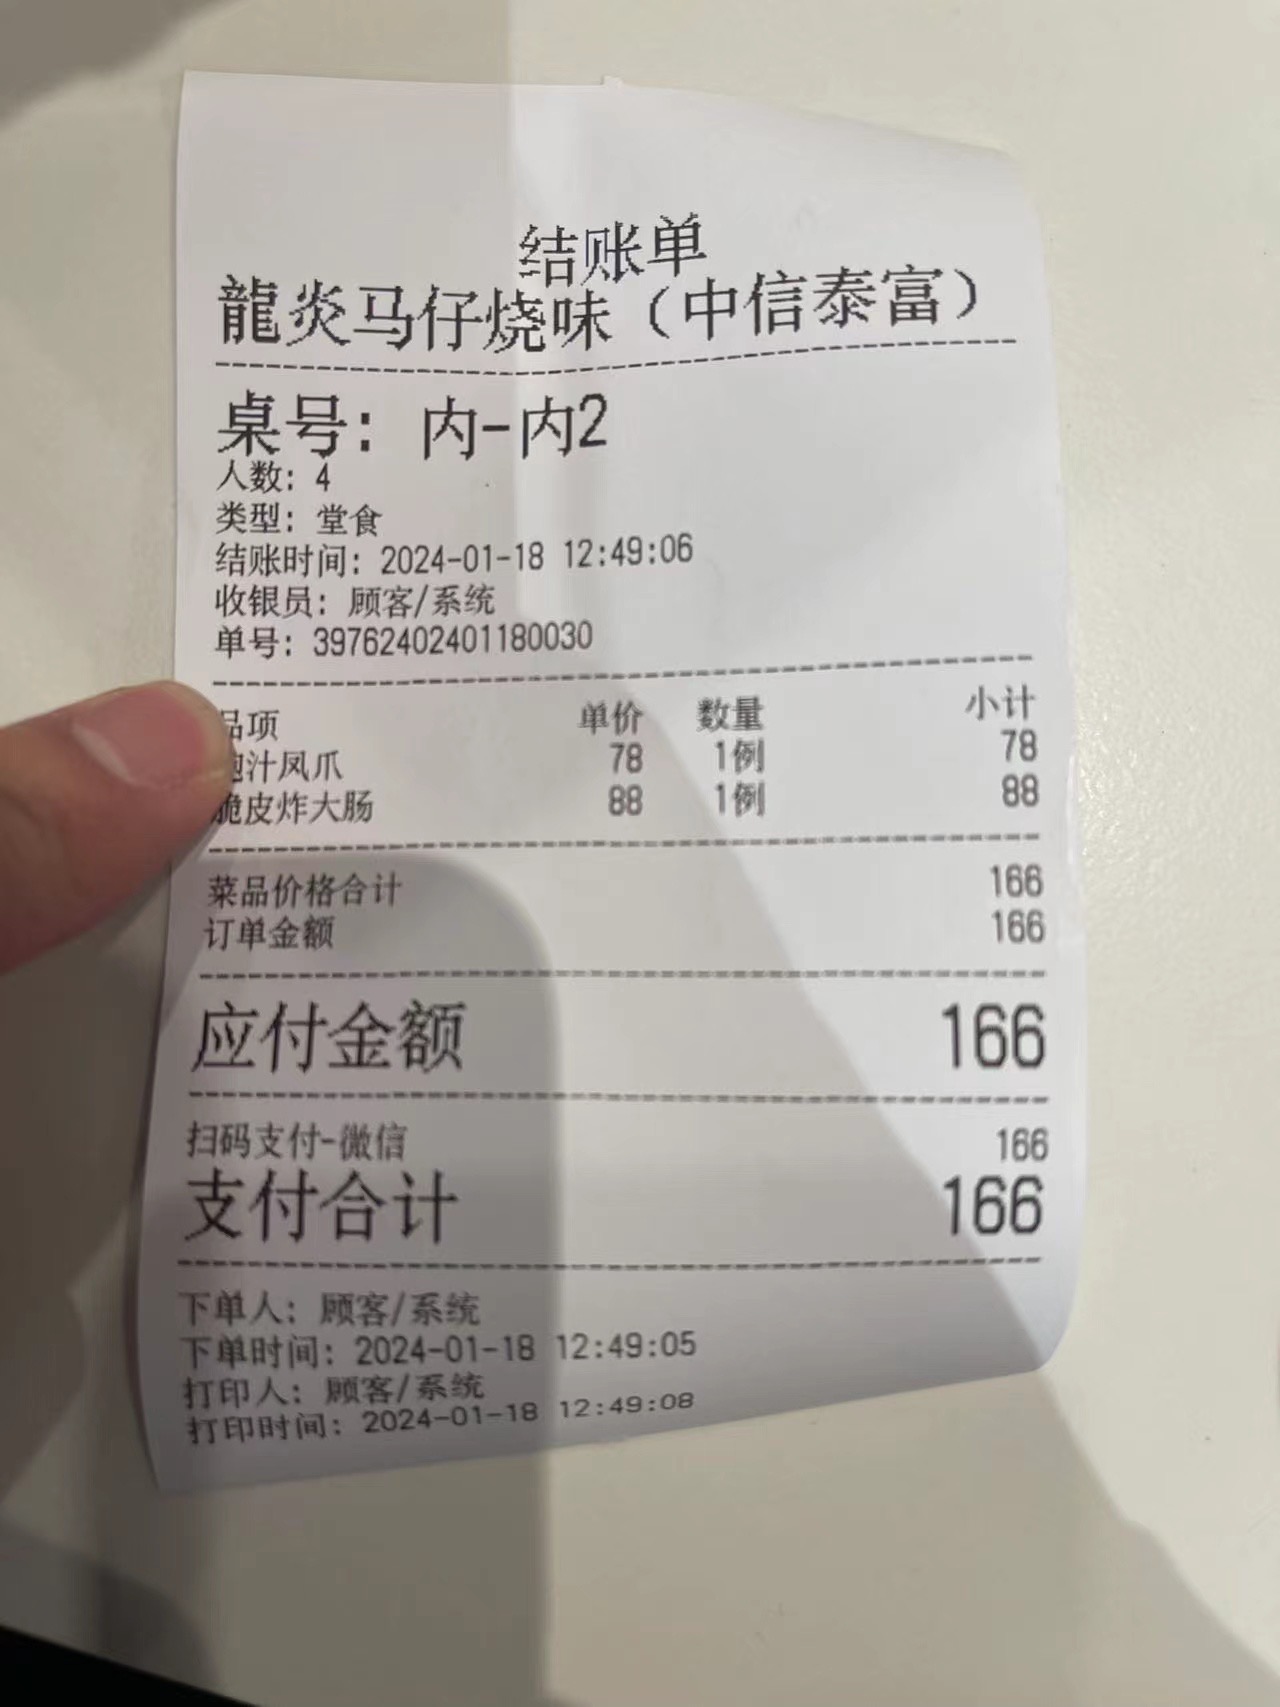 结账单
龍炎马仔烧味（中信泰富）
桌号： 内-内2
人数：4
类型：堂食
结账时间：2024-01-18 12:49:06
收银员：顾客/系统
单号：39762402401180030
品项 单价 数量 小计
鲍汁凤爪 78 1例 78
脆皮炸大肠 88 1例 88
菜品价格合计 166
订单金额 166
应付金额 166
扫码支付-微信 166
支付合计 166
下单人：顾客/系统
下单时间：2024-01-18 12:49:05
打印人：顾客/系统
打印时间：2024-01-18 12:49:08